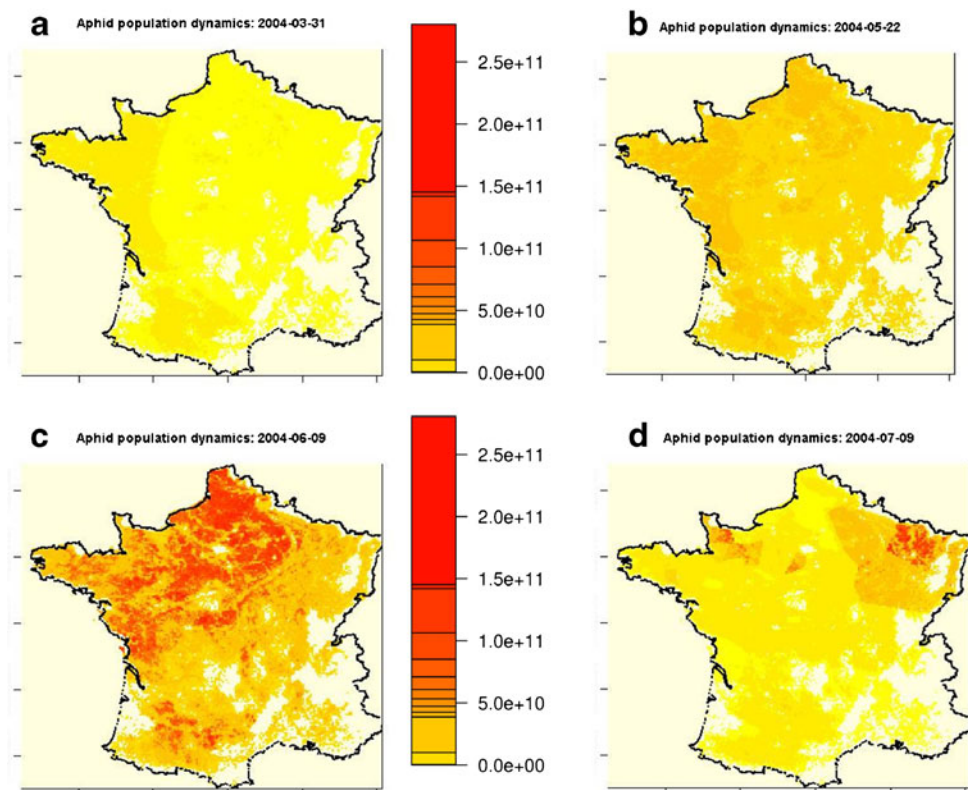 a Aphid population dynamics: 2004-03-31
2.5e+11
2.0e+11
1.5e+11
1.0e+11
5.0e+10
0.0e+00
b Aphid population dynamics: 2004-05-22
c Aphid population dynamics: 2004-06-09
2.5e+11
2.0e+11
1.5e+11
1.0e+11
5.0e+10
0.0e+00
d Aphid population dynamics: 2004-07-09